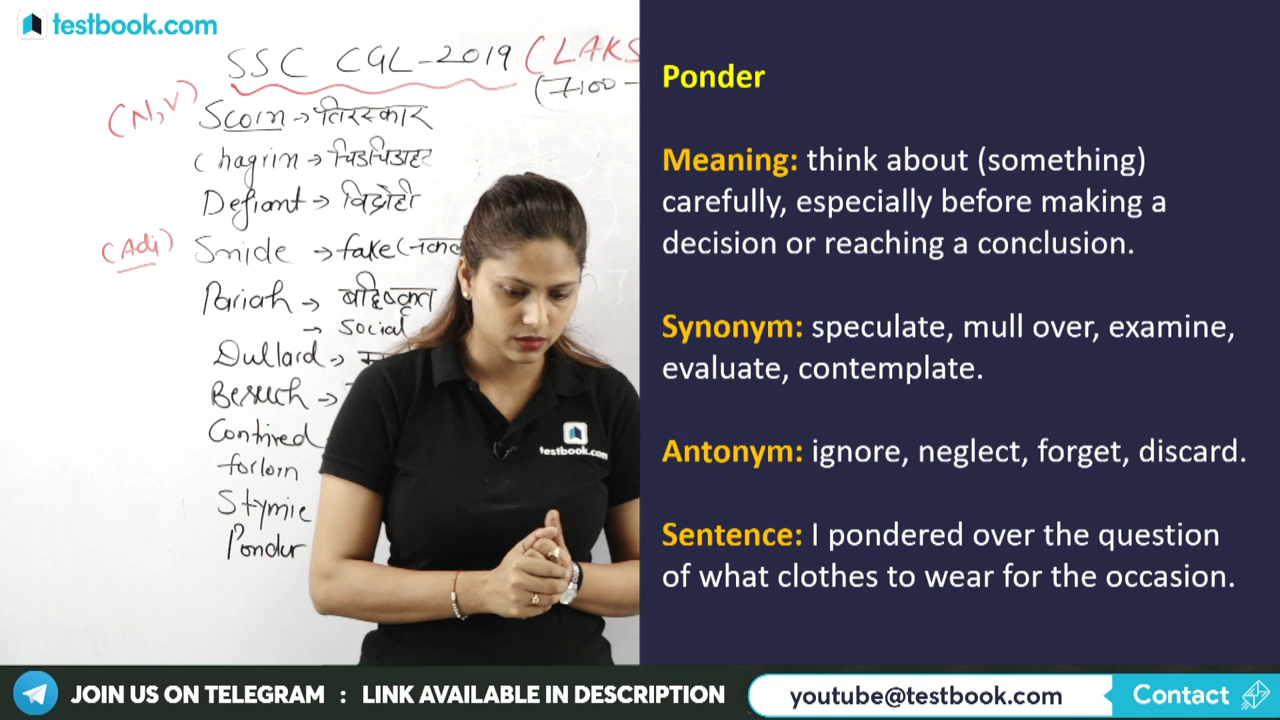 testbook.com
SSC CGL-2019 (LAKS
(7100 -
(N,V) Scorn → तिरस्कार
Chagrin → चिडचिडाहट
Defiant → विद्रोही
(Adj) Snide → fake (नकल
Pariah → बहिष्कृत
→ social
Dullard →
Beseech →
Contrived
forlorn
Stymie
Ponder
testbook.com
Ponder
Meaning: think about (something)
carefully, especially before making a
decision or reaching a conclusion.
Synonym: speculate, mull over, examine,
evaluate, contemplate.
Antonym: ignore, neglect, forget, discard.
Sentence: I pondered over the question
of what clothes to wear for the occasion.
JOIN US ON TELEGRAM : LINK AVAILABLE IN DESCRIPTION
youtube@testbook.com
Contact